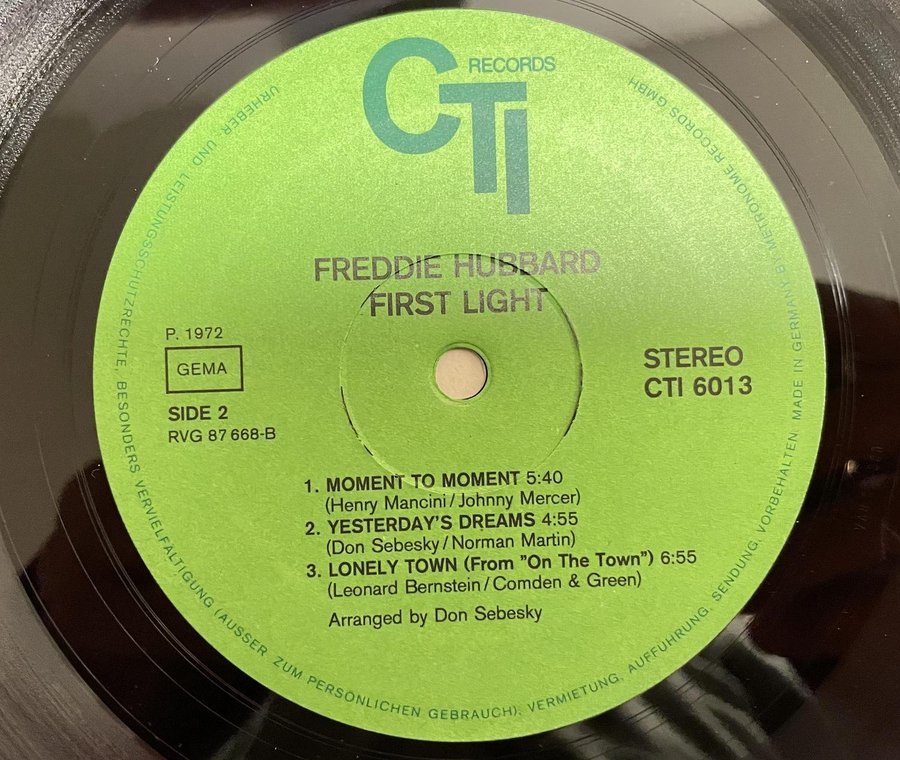 CTI
RECORDS
FREDDIE HUBBARD
FIRST LIGHT
P. 1972
GEMA
SIDE 2
RVG 87 668-B
STEREO
CTI 6013
1. MOMENT TO MOMENT 5:40
(Henry Mancini / Johnny Mercer)
2. YESTERDAY'S DREAMS 4:55
(Don Sebesky / Norman Martin)
3. LONELY TOWN (From "On The Town") 6:55
(Leonard Bernstein / Comden & Green)
Arranged by Don Sebesky
URHEBER UND LEISTUNGSSCHUTZRECHTE, BESONDERS VERVIELFÄLTIGUNG (AUSSER ZUM PERSÖNLICHEN GEBRAUCH), VERMIETUNG, AUFFÜHRUNG, SENDUNG, VORBEHALTEN MADE IN GERMANY BY METRONOME RECORDS GMBH